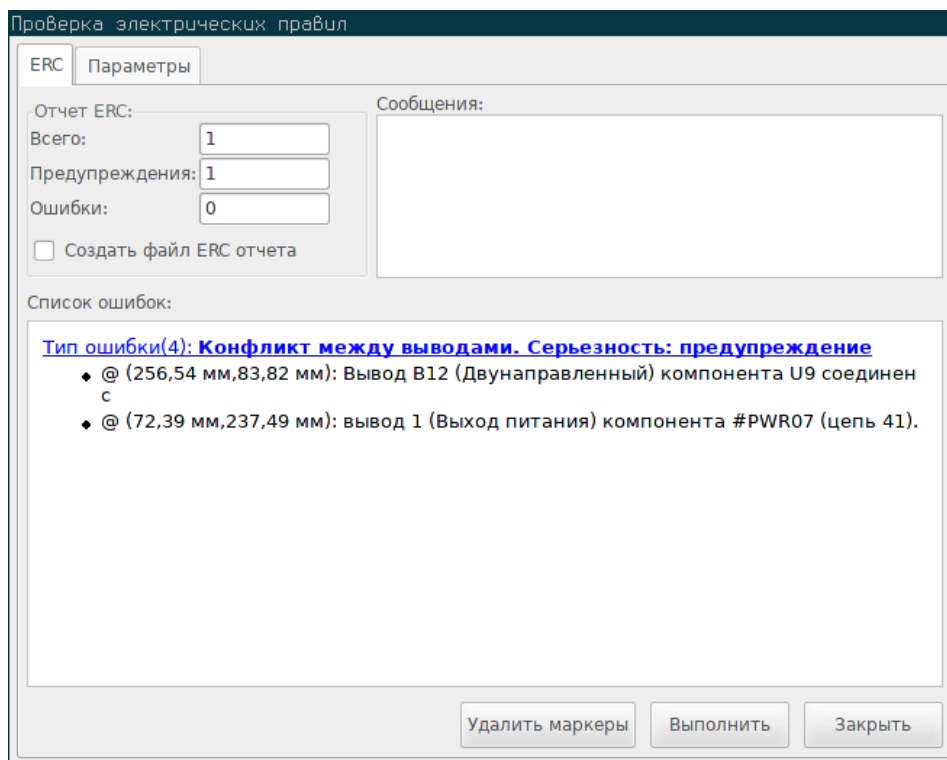 Проверка электрических правил
ERC Параметры
Отчет ERC:
Сообщения:
Всего: 1
Предупреждения: 1
Ошибки: 0
Создать файл ERC отчета
Список ошибок:
Тип ошибки(4): Конфликт между выводами. Серьезность: предупреждение
@ (256,54 мм,83,82 мм): Вывод B12 (Двунаправленный) компонента U9 соединен
с
@ (72,39 мм,237,49 мм): вывод 1 (Выход питания) компонента #PWR07 (цепь 41).
Удалить маркеры Выполнить Закрыть